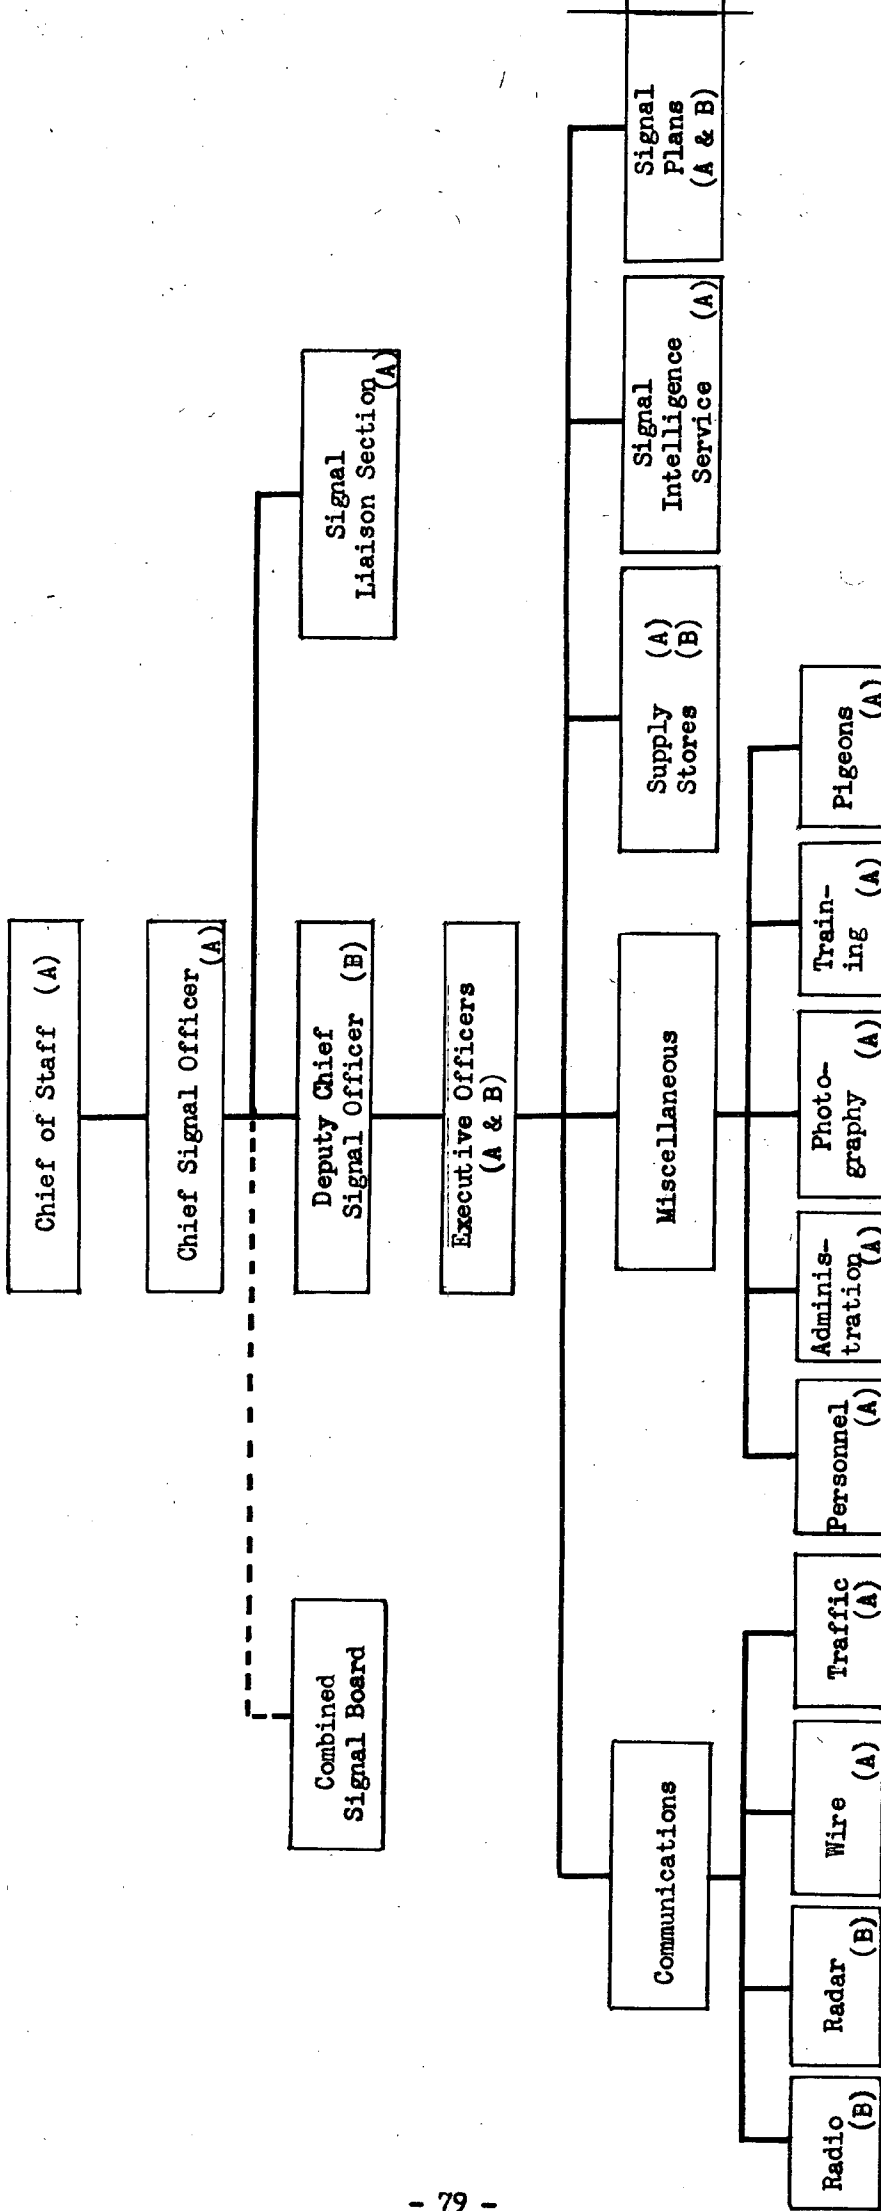 Chief of Staff (A)
Chief Signal Officer (A)
Combined
Signal Board
Deputy Chief
Signal Officer (B)
Signal
Liaison Section (A)
Executive Officers
(A & B)
Communications
Miscellaneous
Supply (A)
Stores (B)
Signal
Intelligence
Service (A)
Signal
Plans
(A & B)
Radio
(B)
Radar
(B)
Wire (A)
Traffic
(A)
Personnel
(A)
Adminis-
tration (A)
Photo-
graphy (A)
Train-
ing (A)
Pigeons
(A)
- 79 -